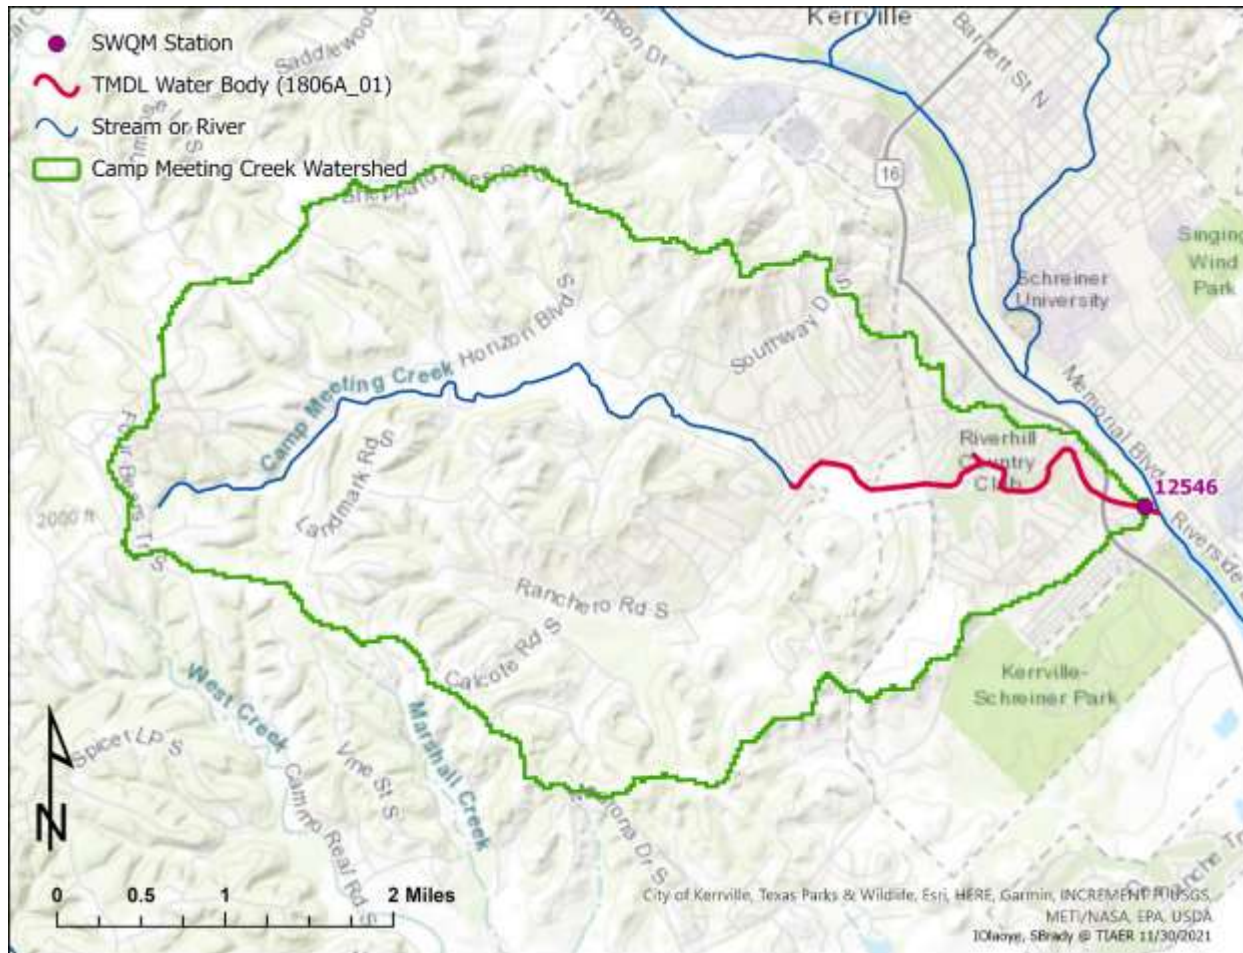 Kerrville
SWQM Station
TMDL Water Body (1806A_01)
Stream or River
Camp Meeting Creek Watershed
Barnett St N
16
Singing
Wind
Park
Schreiner
University
Southway D S
Horizon Blvd S
Camp Meeting Creek
Landmark Rd S
Memorial Blvd
Riverhill
Country
Club
12546
Riverside
2000 ft
Ranchero Rd S
Calcote Rd S
Kerrville-
Schreiner Park
West Creek
Marshall Creek
Spicer Lp S
Vine St S
Camino Real Rd S
N
0 0.5 1 2 Miles
City of Kerrville, Texas Parks & Wildlife, Esri, HERE, Garmin, INCREMENT P, USGS,
METI/NASA, EPA, USDA
IOlaoye, SBrady @ TIAER 11/30/2021